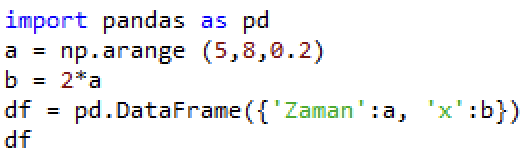 import pandas as pd
a = np.arange (5,8,0.2)
b = 2*a
df = pd.DataFrame({'Zaman':a, 'x':b})
df